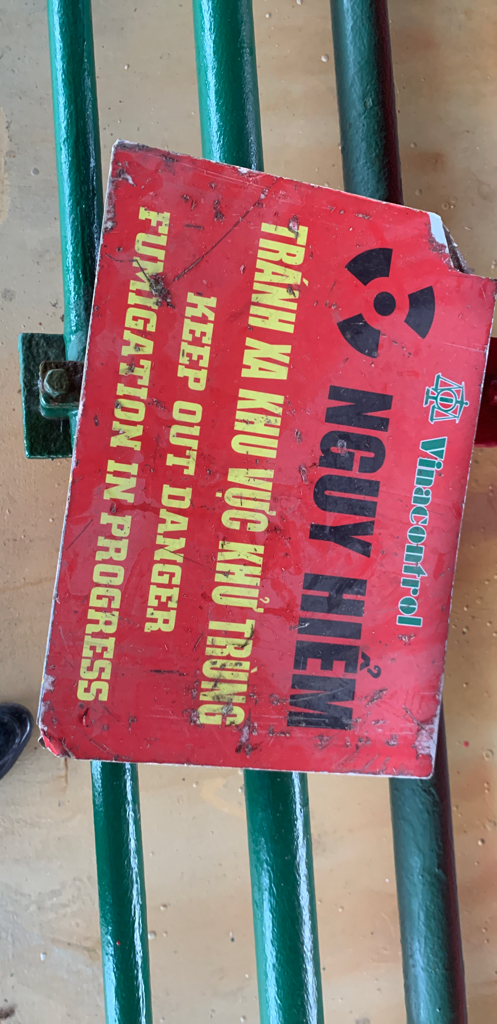 Vinacontrol
NGUY HIỂM
TRÁNH XA KHU VỰC KHỬ TRÙNG
KEEP OUT DANGER
FUMIGATION IN PROGRESS